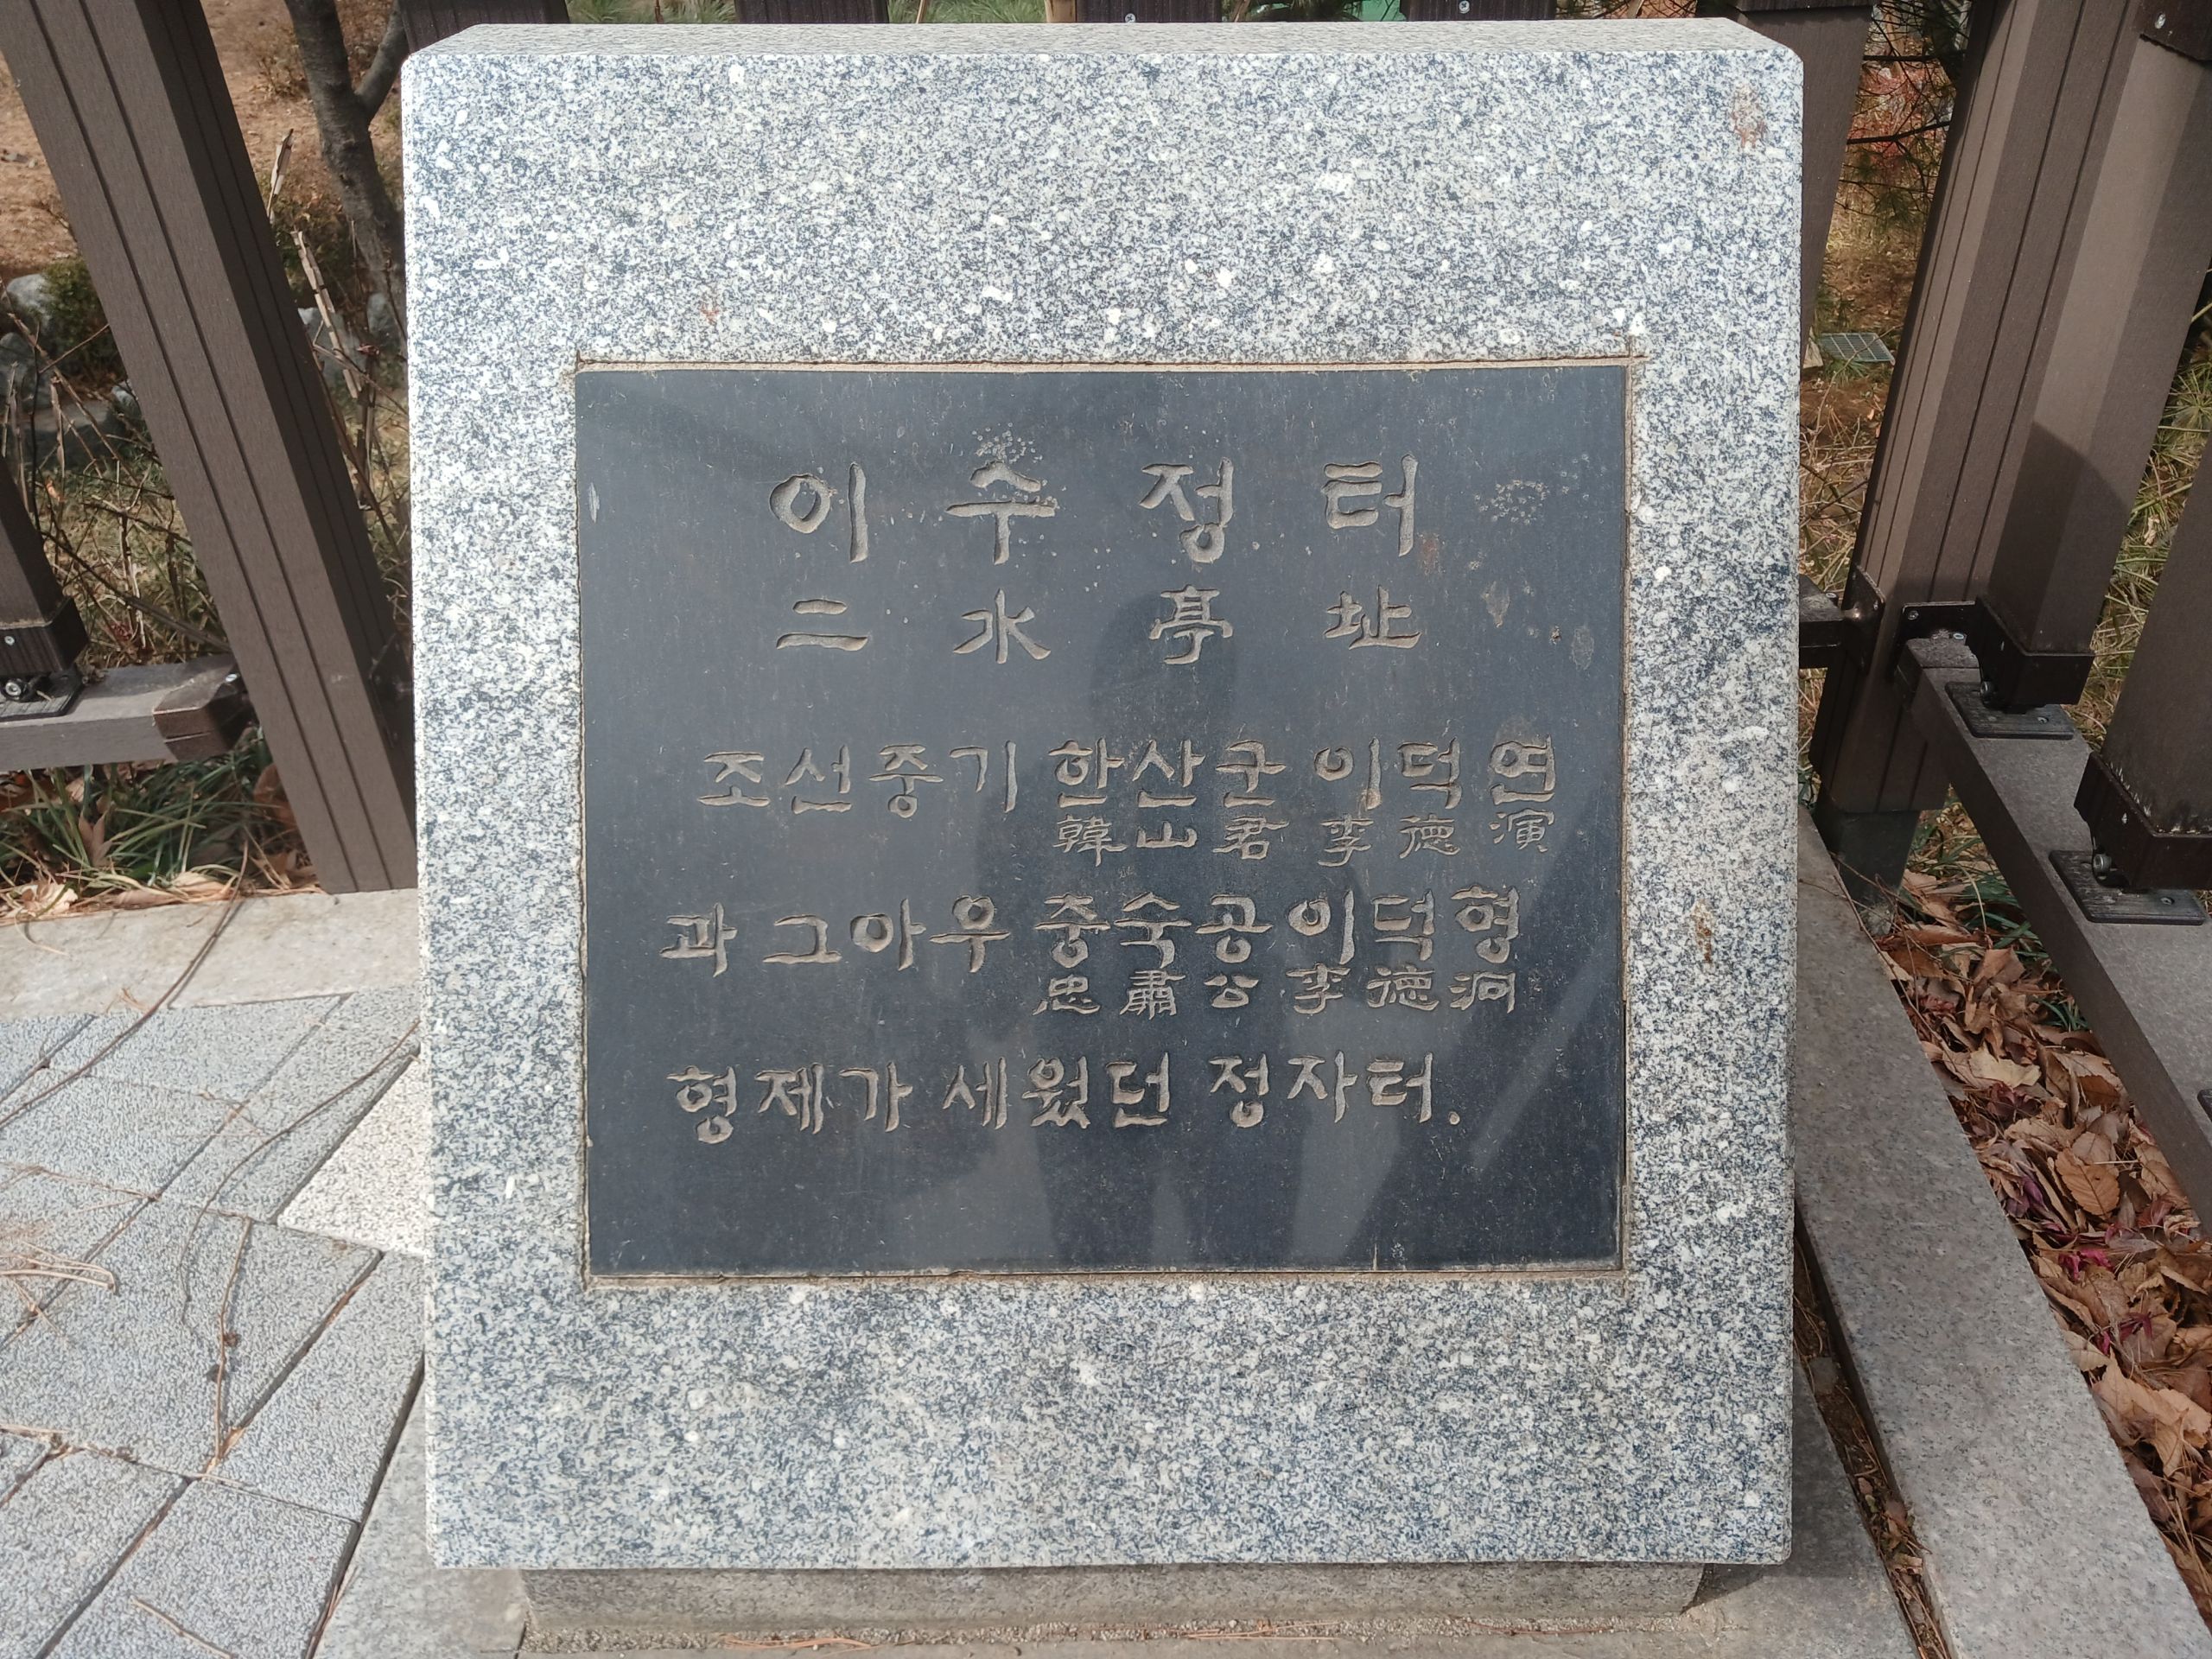 이수정터
二水亭址
조선중기 한산군 이덕연
韓山君 李德演
과 그아우 충숙공 이덕형
忠肅公 李德泂
형제가 세웠던 정자터.